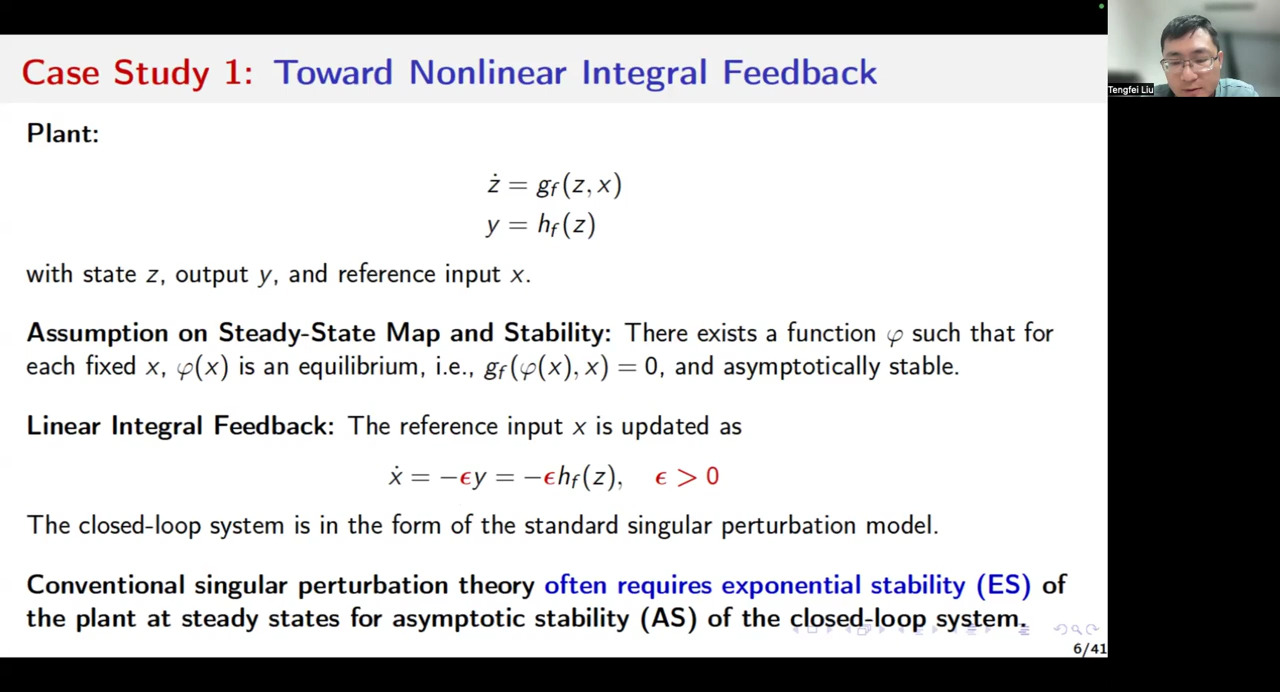 Case Study 1: Toward Nonlinear Integral Feedback
Tengfei Liu
Plant:
ż = g_f(z, x)
y = h_f(z)
with state z, output y, and reference input x.
Assumption on Steady-State Map and Stability: There exists a function φ such that for
each fixed x, φ(x) is an equilibrium, i.e., g_f(φ(x), x) = 0, and asymptotically stable.
Linear Integral Feedback: The reference input x is updated as
ẋ = −ϵy = −ϵh_f(z), ϵ > 0
The closed-loop system is in the form of the standard singular perturbation model.
Conventional singular perturbation theory often requires exponential stability (ES) of
the plant at steady states for asymptotic stability (AS) of the closed-loop system.
6/41